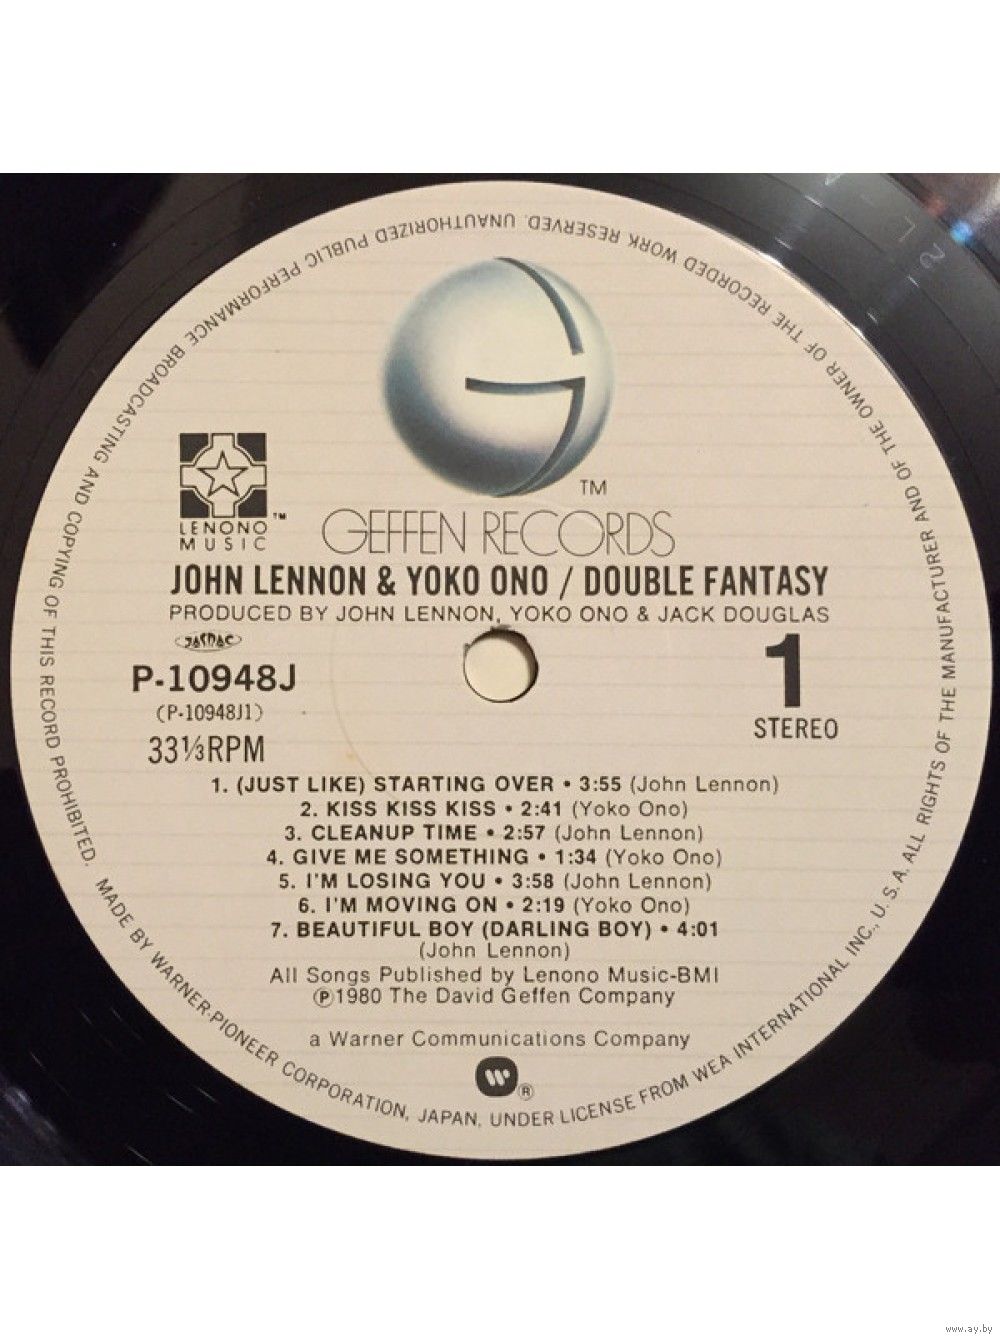 UNAUTHORIZED PUBLIC PERFORMANCE BROADCASTING AND COPYING OF THIS RECORD PROHIBITED. MADE BY WARNER-PIONEER CORPORATION, JAPAN, UNDER LICENSE FROM WEA INTERNATIONAL INC., U. S. A. ALL RIGHTS OF THE MANUFACTURER AND OF THE OWNER OF THE RECORDED WORK RESERVED.
TM
LENONO™
MUSIC
GEFFEN RECORDS
JOHN LENNON & YOKO ONO / DOUBLE FANTASY
PRODUCED BY JOHN LENNON, YOKO ONO & JACK DOUGLAS
JASRAC
P-10948J
(P-10948J1)
33⅓RPM
1
STEREO
1. (JUST LIKE) STARTING OVER • 3:55 (John Lennon)
2. KISS KISS KISS • 2:41 (Yoko Ono)
3. CLEANUP TIME • 2:57 (John Lennon)
4. GIVE ME SOMETHING • 1:34 (Yoko Ono)
5. I'M LOSING YOU • 3:58 (John Lennon)
6. I'M MOVING ON • 2:19 (Yoko Ono)
7. BEAUTIFUL BOY (DARLING BOY) • 4:01
(John Lennon)
All Songs Published by Lenono Music-BMI
℗1980 The David Geffen Company
a Warner Communications Company
®
www.ay.by